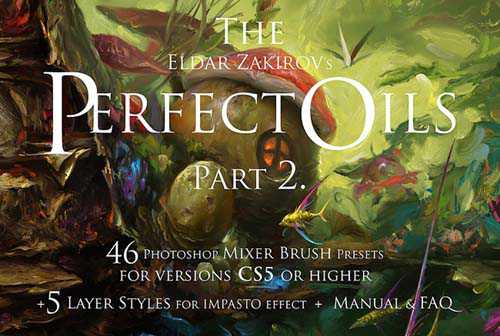 The
Eldar Zakirov's
PerfectOils
Part 2.
46 Photoshop Mixer Brush Presets
for versions CS5 or higher
+5 Layer Styles for impasto effect + Manual & FAQ